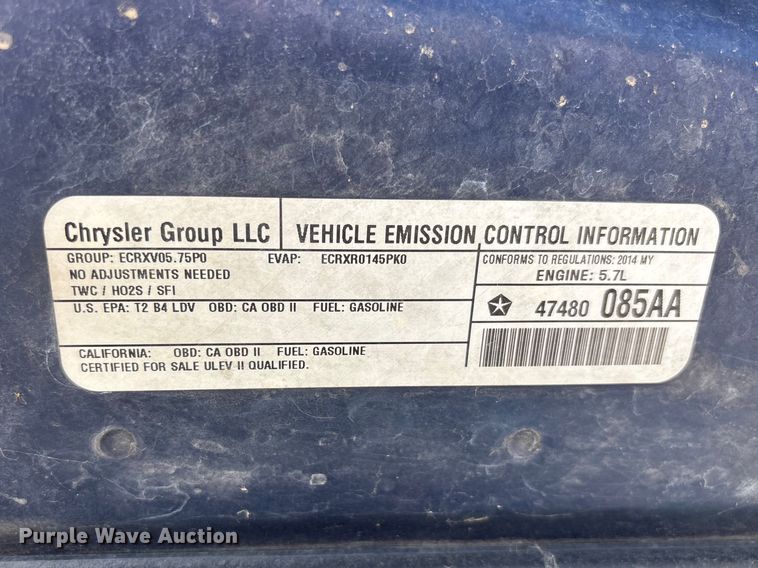 Chrysler Group LLC
VEHICLE EMISSION CONTROL INFORMATION
GROUP: ECRXV05.75P0 EVAP: ECRXR0145PK0
NO ADJUSTMENTS NEEDED
TWC / HO2S / SFI
CONFORMS TO REGULATIONS: 2014 MY
ENGINE: 5.7L
U.S. EPA: T2 B4 LDV OBD: CA OBD II FUEL: GASOLINE
47480 085AA
CALIFORNIA: OBD: CA OBD II FUEL: GASOLINE
CERTIFIED FOR SALE ULEV II QUALIFIED.
Purple Wave Auction